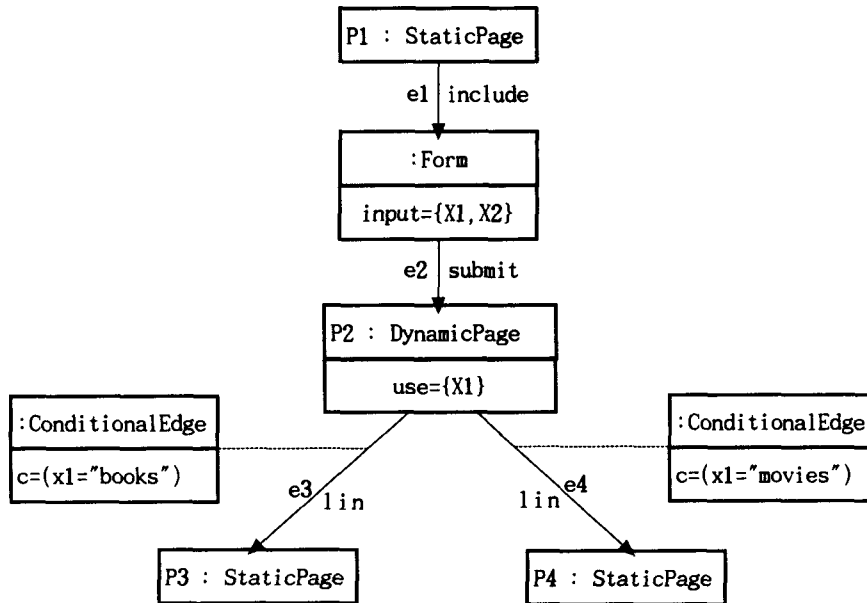 P1 : StaticPage
e1 include
:Form
input={X1,X2}
e2 submit
P2 : DynamicPage
use={X1}
:ConditionalEdge
c=(x1="books")
:ConditionalEdge
c=(x1="movies")
e3 lin
lin e4
P3 : StaticPage
P4 : StaticPage